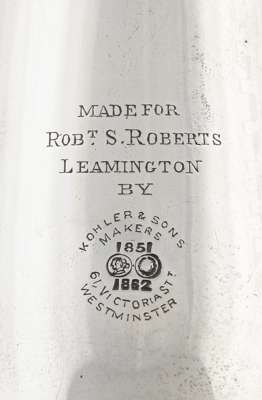 MADE FOR
ROBT. S. ROBERTS
LEAMINGTON
BY
KOHLER & SONS
MAKERS
1851
1862
61, VICTORIA ST
WESTMINSTER